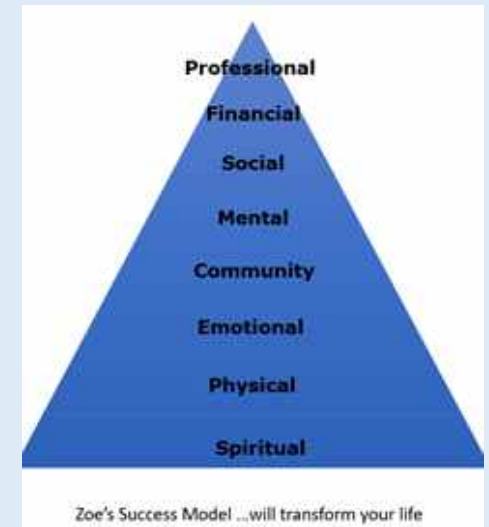 Professional
Financial
Social
Mental
Community
Emotional
Physical
Spiritual
Zoe's Success Model ...will transform your life